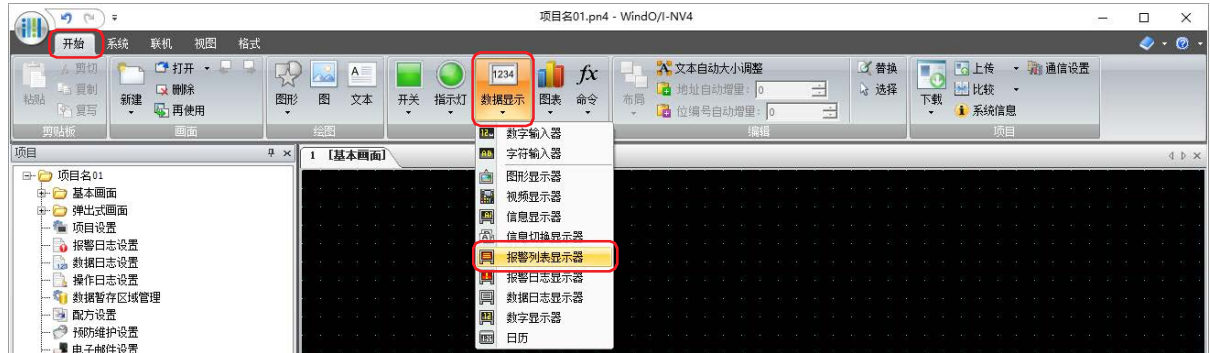 项目名01.pn4 - WindO/I-NV4
开始 系统 联机 视图 格式
粘贴 剪切 复制 复写
剪贴板
新建 打开 删除 再使用
画面
图形 图 文本
绘图
开关 指示灯 1234 数据显示 图表 fx 命令
布局 文本自动大小调整 地址自动增量: 0 位编号自动增量: 0 替换 选择
编辑
下载 上传 比较 系统信息 通信设置
项目
项目
1 [基本画面]
项目名01
基本画面
弹出式画面
项目设置
报警日志设置
数据日志设置
操作日志设置
数据暂存区域管理
配方设置
预防维护设置
电子邮件设置
数字输入器
字符输入器
图形显示器
视频显示器
信息显示器
信息切换显示器
报警列表显示器
报警日志显示器
数据日志显示器
数字显示器
日历